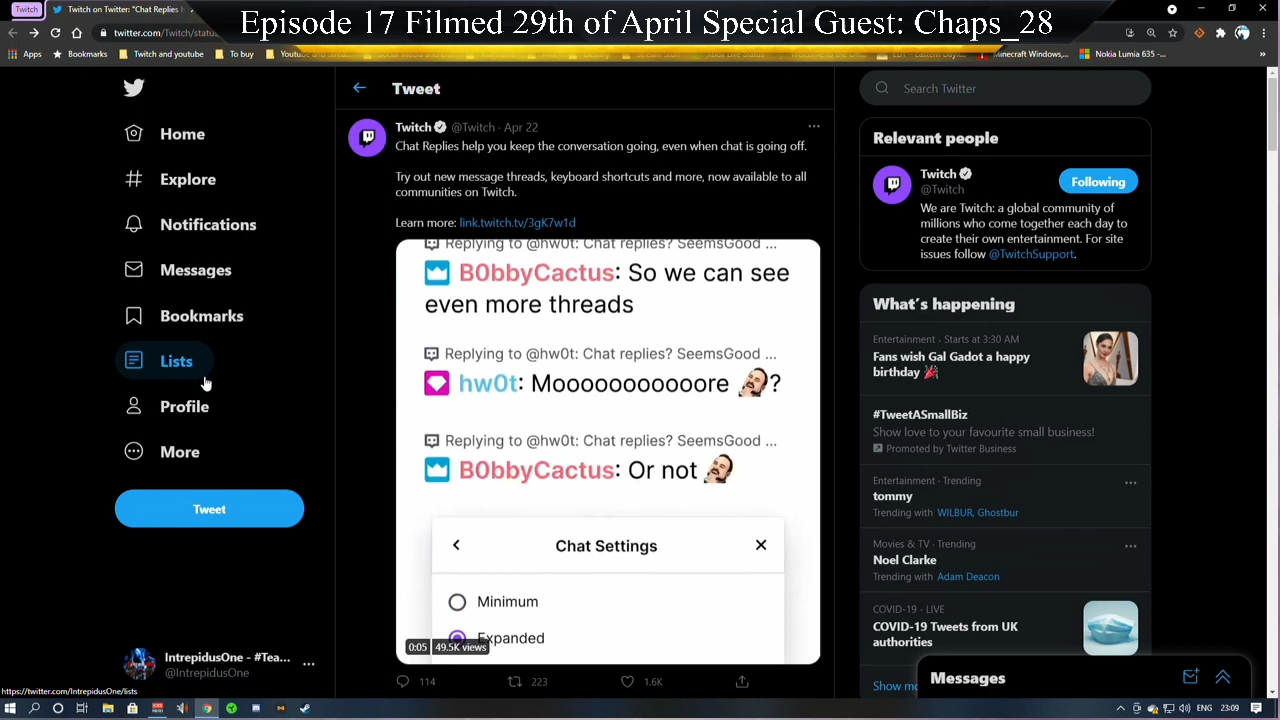 Twitch
Twitch on Twitter: "Chat Replies
Episode 17 Filmed 29th of April Special Guest: Chaps_28
twitter.com/Twitch/statu
Apps
Bookmarks
Twitch and youtube
To buy
Xbox Live Status
Minecraft Windows,...
Nokia Lumia 635 -...
Home
Explore
Notifications
Messages
Bookmarks
Lists
Profile
More
Tweet
IntrepidusOne - #Tea...
@IntrepidusOne
https://twitter.com/IntrepidusOne/lists
Tweet
Twitch @Twitch · Apr 22
Chat Replies help you keep the conversation going, even when chat is going off.
Try out new message threads, keyboard shortcuts and more, now available to all
communities on Twitch.
Learn more: link.twitch.tv/3gK7w1d
Replying to @hw0t: Chat replies? SeemsGood ...
B0bbyCactus: So we can see
even more threads
Replying to @hw0t: Chat replies? SeemsGood ...
hw0t: Moooooooooore ?
Replying to @hw0t: Chat replies? SeemsGood ...
B0bbyCactus: Or not
Chat Settings
Minimum
Expanded
0:05 49.5K views
114 223 1.6K
Search Twitter
Relevant people
Twitch
@Twitch
Following
We are Twitch: a global community of
millions who come together each day to
create their own entertainment. For site
issues follow @TwitchSupport.
What's happening
Entertainment · Starts at 3:30 AM
Fans wish Gal Gadot a happy
birthday 🎉
#TweetASmallBiz
Show love to your favourite small business!
Promoted by Twitter Business
Entertainment · Trending
tommy
Trending with WILBUR, Ghostbur
Movies & TV · Trending
Noel Clarke
Trending with Adam Deacon
COVID-19 · LIVE
COVID-19 Tweets from UK
authorities
Show mo
Messages
ENG 23:09